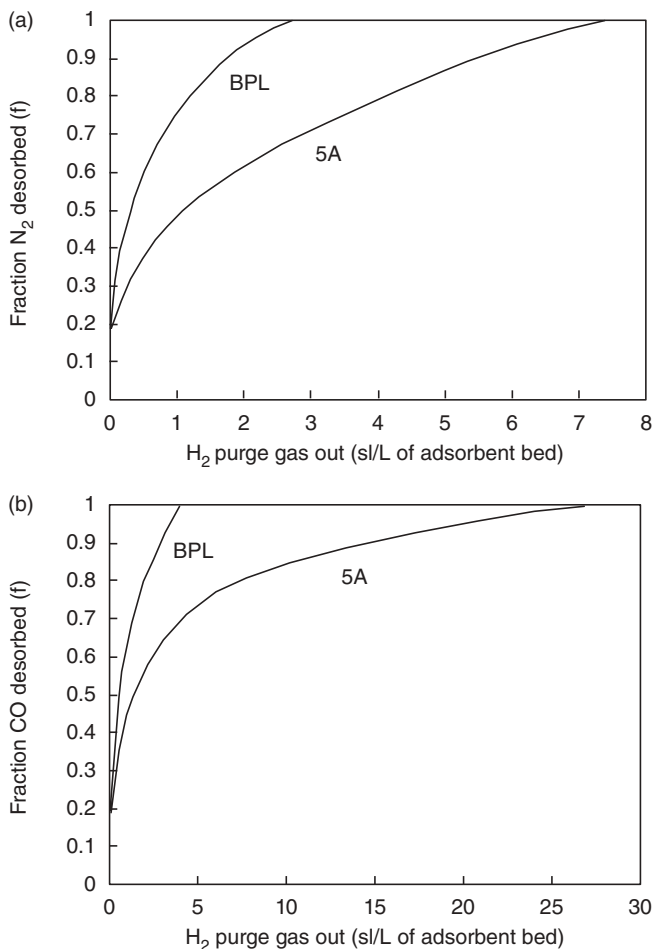 (a)
1
0.9
0.8
0.7
0.6
0.5
0.4
0.3
0.2
0.1
0
Fraction N₂ desorbed (f)
BPL
5A
0 1 2 3 4 5 6 7 8
H₂ purge gas out (sl/L of adsorbent bed)
(b)
1
0.9
0.8
0.7
0.6
0.5
0.4
0.3
0.2
0.1
0
Fraction CO desorbed (f)
BPL
5A
0 5 10 15 20 25 30
H₂ purge gas out (sl/L of adsorbent bed)